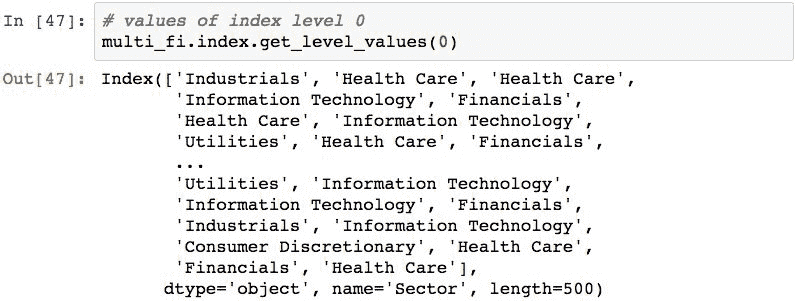 In [47]: # values of index level 0
multi_fi.index.get_level_values(0)
Out[47]: Index(['Industrials', 'Health Care', 'Health Care',
'Information Technology', 'Financials',
'Health Care', 'Information Technology',
'Utilities', 'Health Care', 'Financials',
...
'Utilities', 'Information Technology',
'Information Technology', 'Financials',
'Industrials', 'Information Technology',
'Consumer Discretionary', 'Health Care',
'Financials', 'Health Care'],
dtype='object', name='Sector', length=500)